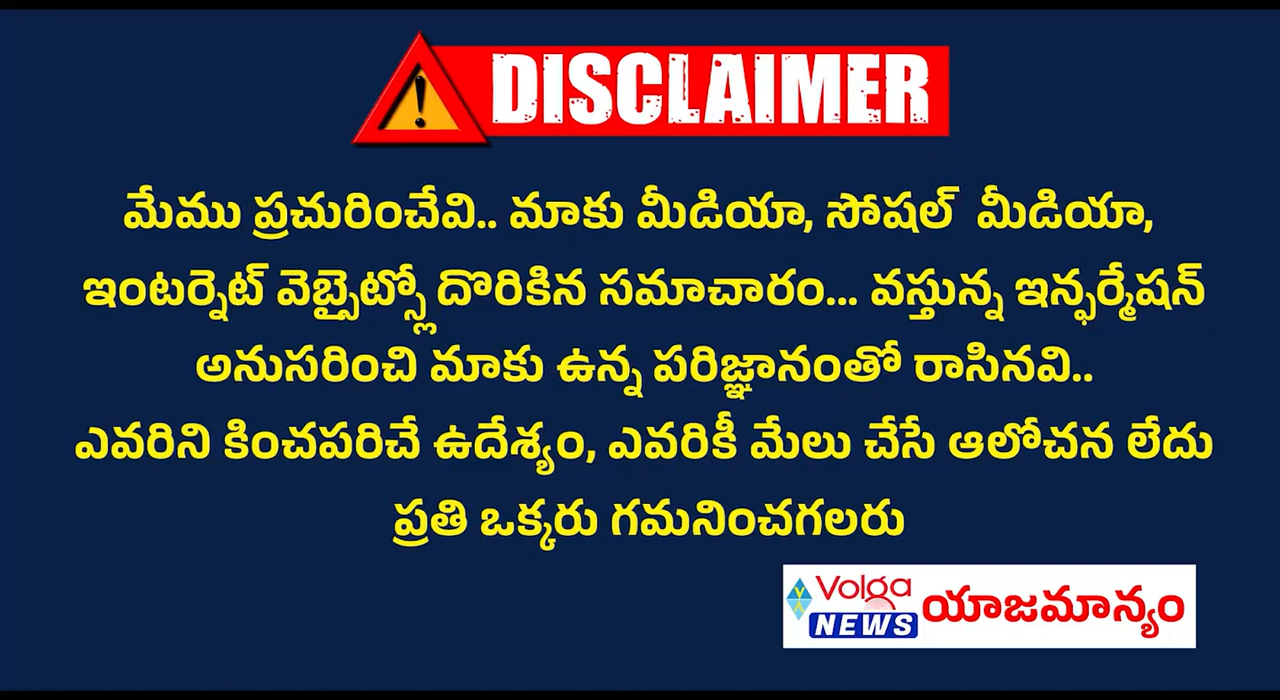 DISCLAIMER
మేము ప్రచురించేవి.. మాకు మీడియా, సోషల్ మీడియా,
ఇంటర్నెట్ వెబ్సైట్స్లో దొరికిన సమాచారం... వస్తున్న ఇన్ఫర్మేషన్
అనుసరించి మాకు ఉన్న పరిజ్ఞానంతో రాసినవి..
ఎవరిని కించపరిచే ఉదేశ్యం, ఎవరికీ మేలు చేసే ఆలోచన లేదు
ప్రతి ఒక్కరు గమనించగలరు
Volga
NEWS యాజమాన్యం